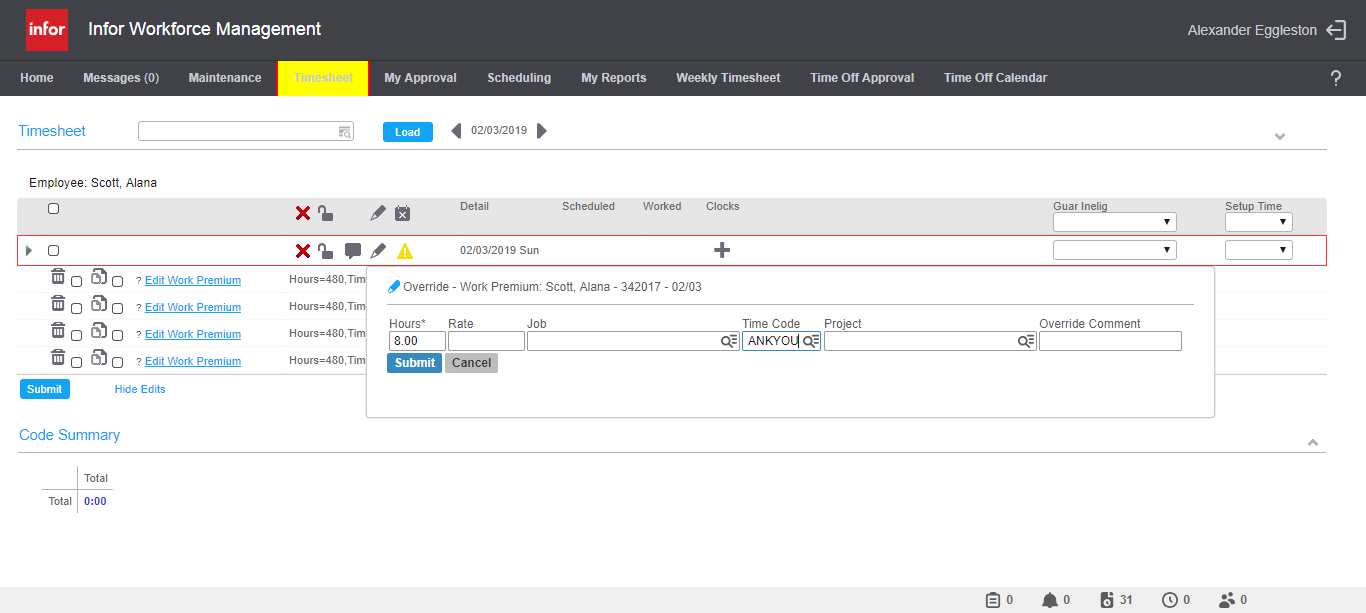 infor Infor Workforce Management Alexander Eggleston
Home Messages (0) Maintenance Timesheet My Approval Scheduling My Reports Weekly Timesheet Time Off Approval Time Off Calendar ?
Timesheet Load 02/03/2019
Employee: Scott, Alana
Detail Scheduled Worked Clocks Guar Inelig Setup Time
02/03/2019 Sun
? Edit Work Premium Hours=480,Tim
? Edit Work Premium Hours=480,Tim
? Edit Work Premium Hours=480,Tim
? Edit Work Premium Hours=480,Tim
Override - Work Premium: Scott, Alana - 342017 - 02/03
Hours* Rate Job Time Code Project Override Comment
8.00 ANKYOU
Submit Cancel
Submit Hide Edits
Code Summary
Total
Total 0:00
0 0 31 0 0